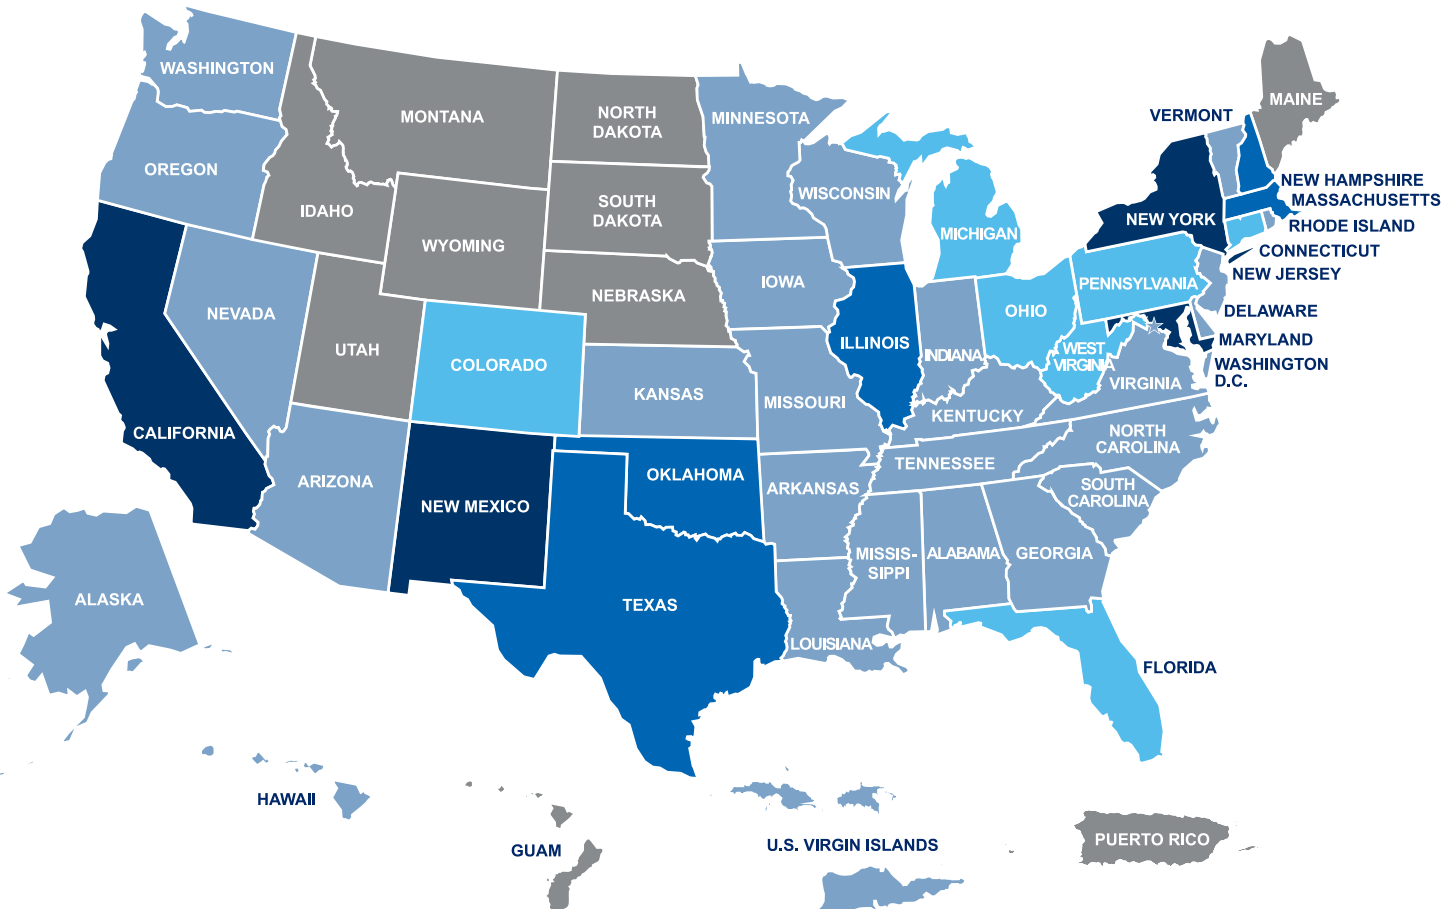 WASHINGTON
MONTANA
NORTH
DAKOTA
MINNESOTA
MAINE
VERMONT
OREGON
IDAHO
SOUTH
DAKOTA
WISCONSIN
NEW HAMPSHIRE
MASSACHUSETTS
NEW YORK
RHODE ISLAND
WYOMING
MICHIGAN
CONNECTICUT
NEW JERSEY
IOWA
PENNSYLVANIA
NEBRASKA
NEVADA
OHIO
DELAWARE
UTAH
ILLINOIS
MARYLAND
COLORADO
INDIANA
WEST
VIRGINIA
WASHINGTON
D.C.
VIRGINIA
KANSAS
MISSOURI
KENTUCKY
CALIFORNIA
NORTH
CAROLINA
TENNESSEE
ARIZONA
OKLAHOMA
ARKANSAS
SOUTH
CAROLINA
NEW MEXICO
MISSIS-
SIPPI
ALABAMA
GEORGIA
ALASKA
TEXAS
LOUISIANA
FLORIDA
HAWAII
GUAM
U.S. VIRGIN ISLANDS
PUERTO RICO